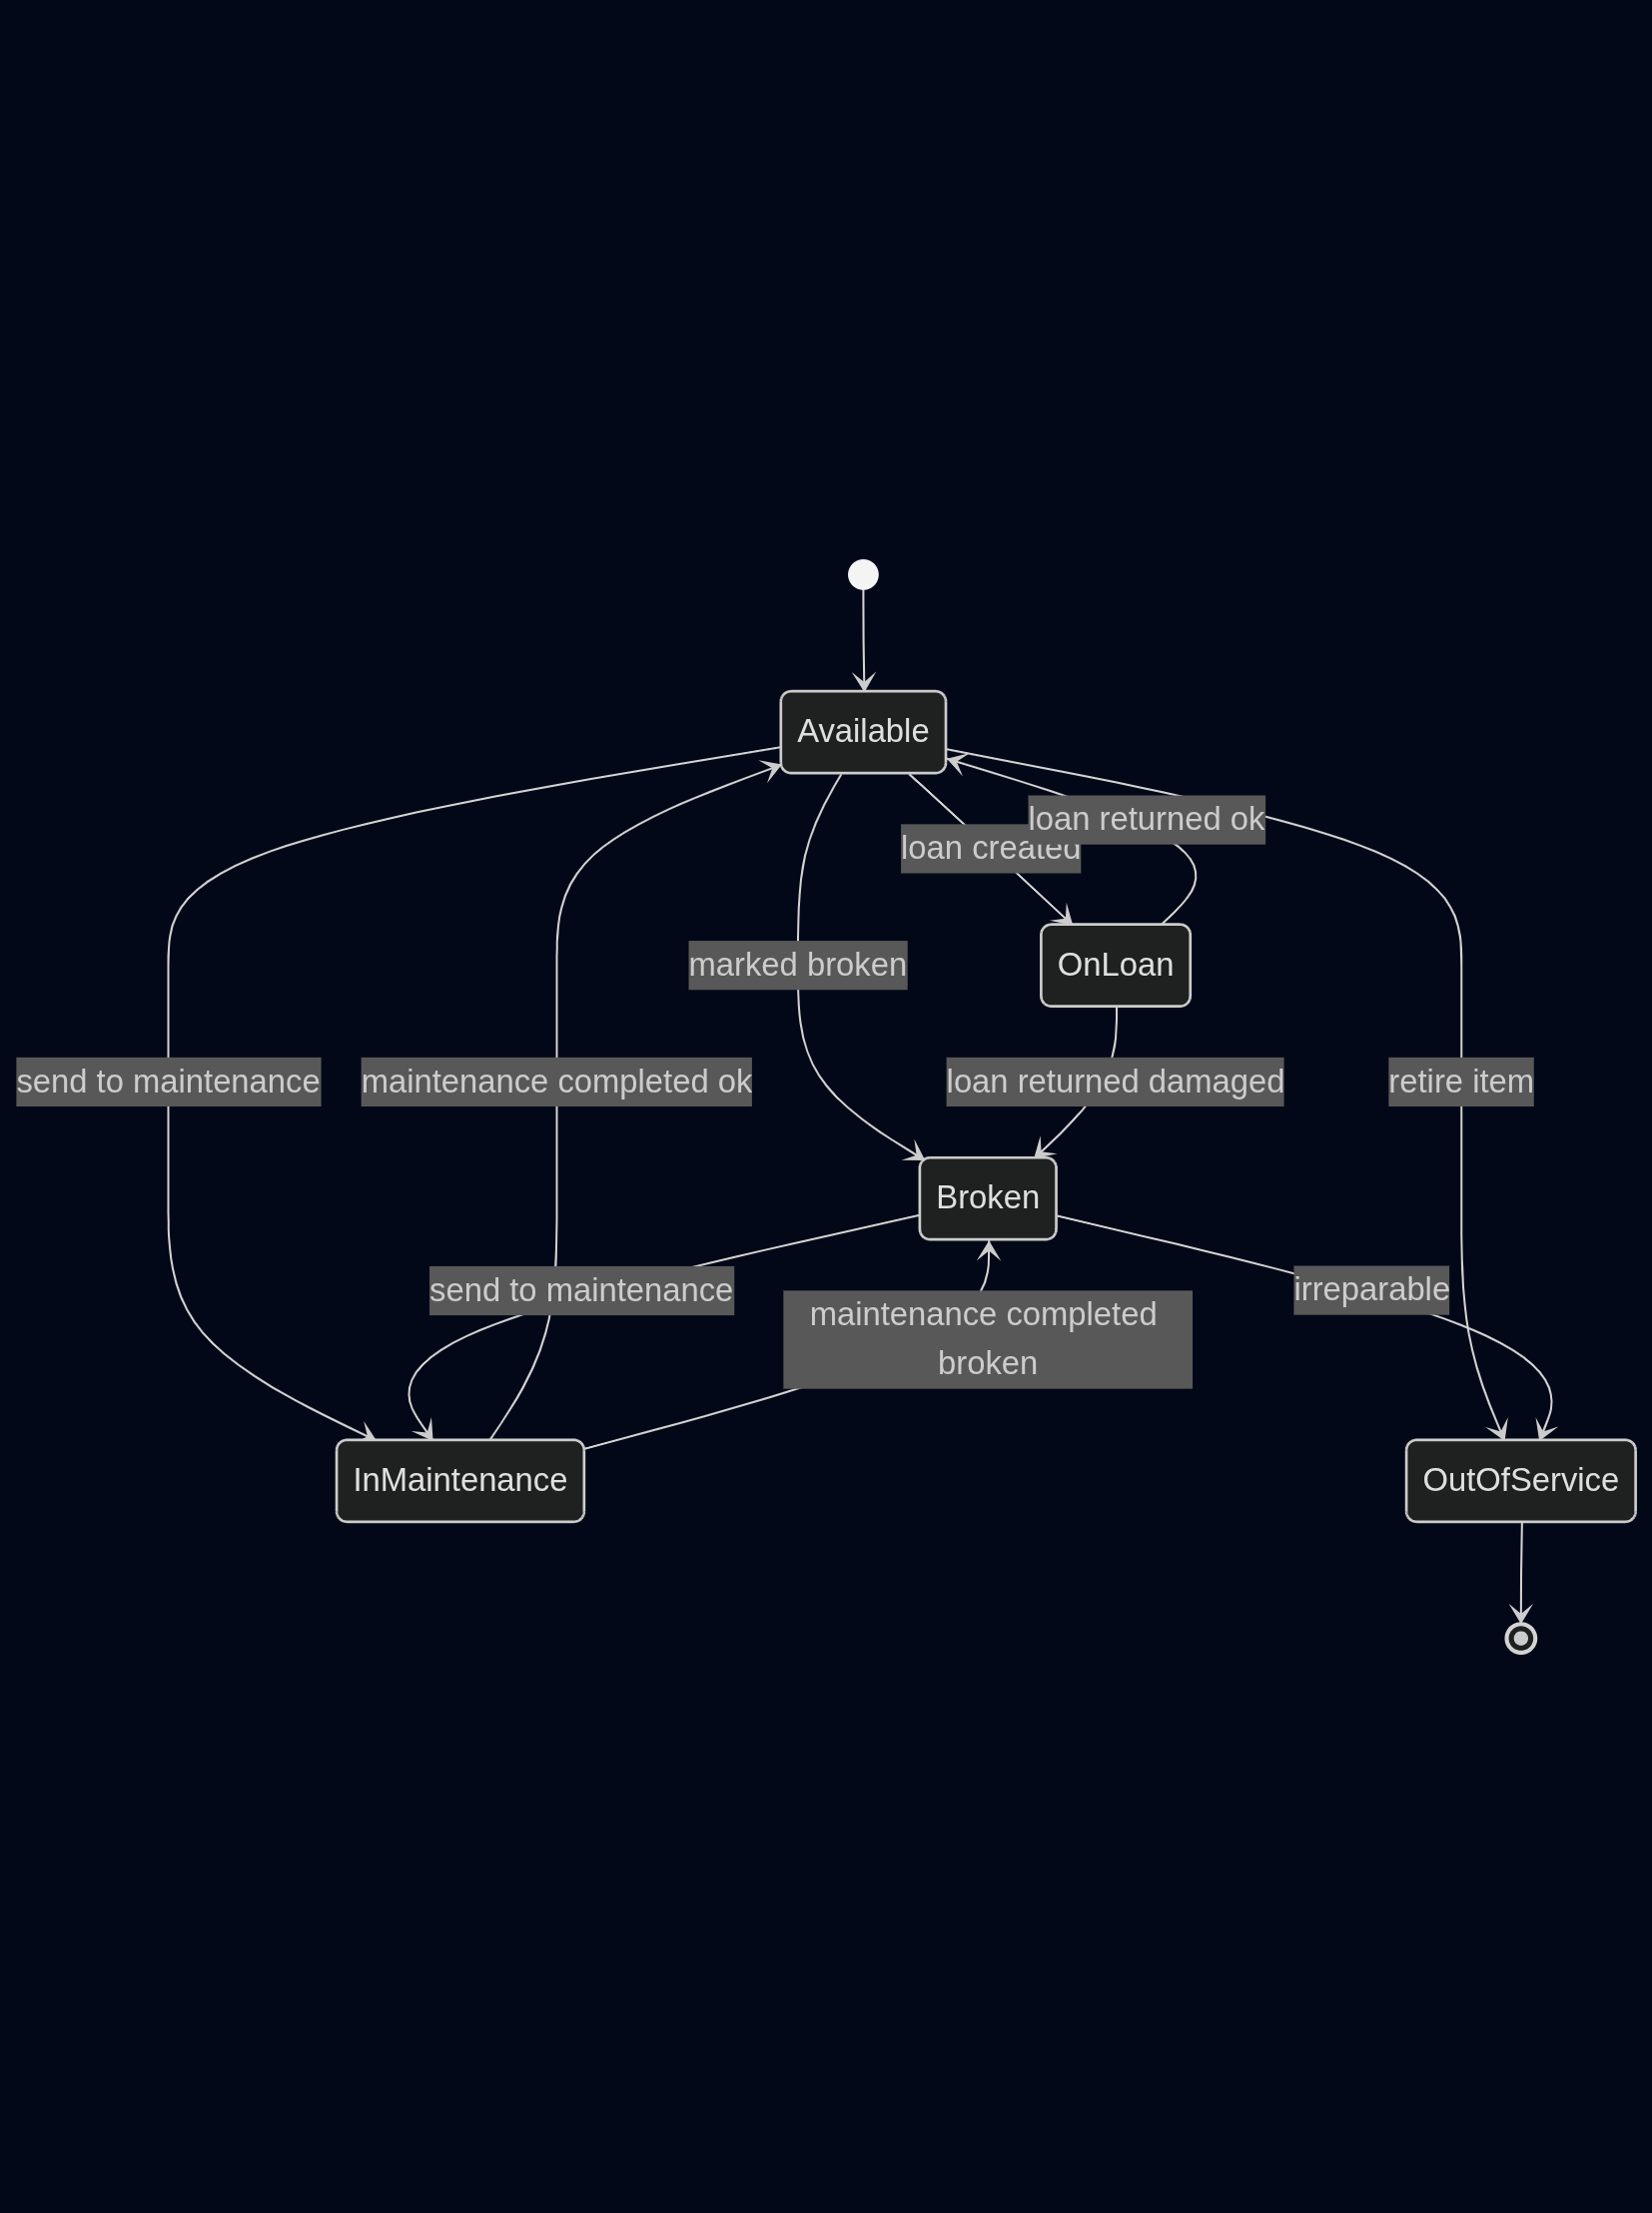 Available
loan returned ok
loan created
marked broken
OnLoan
send to maintenance
maintenance completed ok
loan returned damaged
retire item
Broken
send to maintenance
irreparable
maintenance completed
broken
InMaintenance
OutOfService